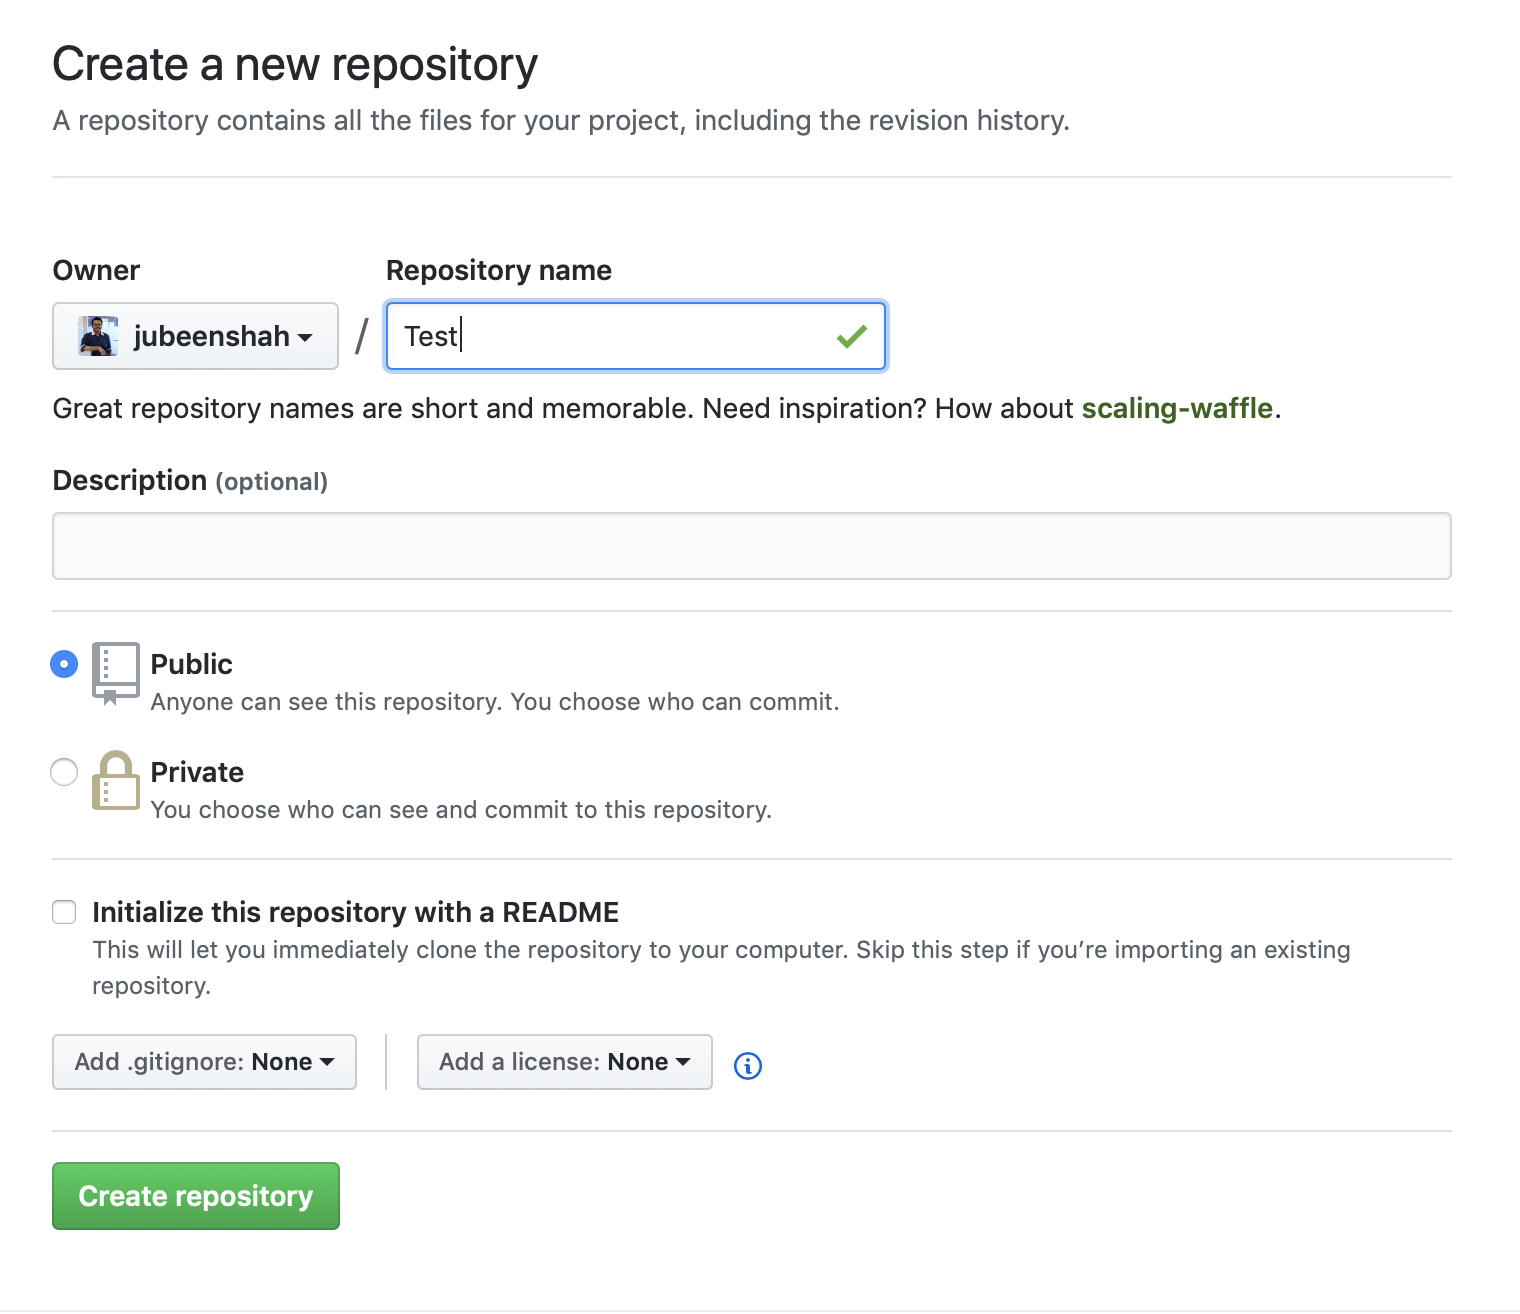 Create a new repository
A repository contains all the files for your project, including the revision history.
Owner
Repository name
jubeenshah
/
Test
Great repository names are short and memorable. Need inspiration? How about scaling-waffle.
Description (optional)
Public
Anyone can see this repository. You choose who can commit.
Private
You choose who can see and commit to this repository.
Initialize this repository with a README
This will let you immediately clone the repository to your computer. Skip this step if you’re importing an existing
repository.
Add .gitignore: None
Add a license: None
Create repository